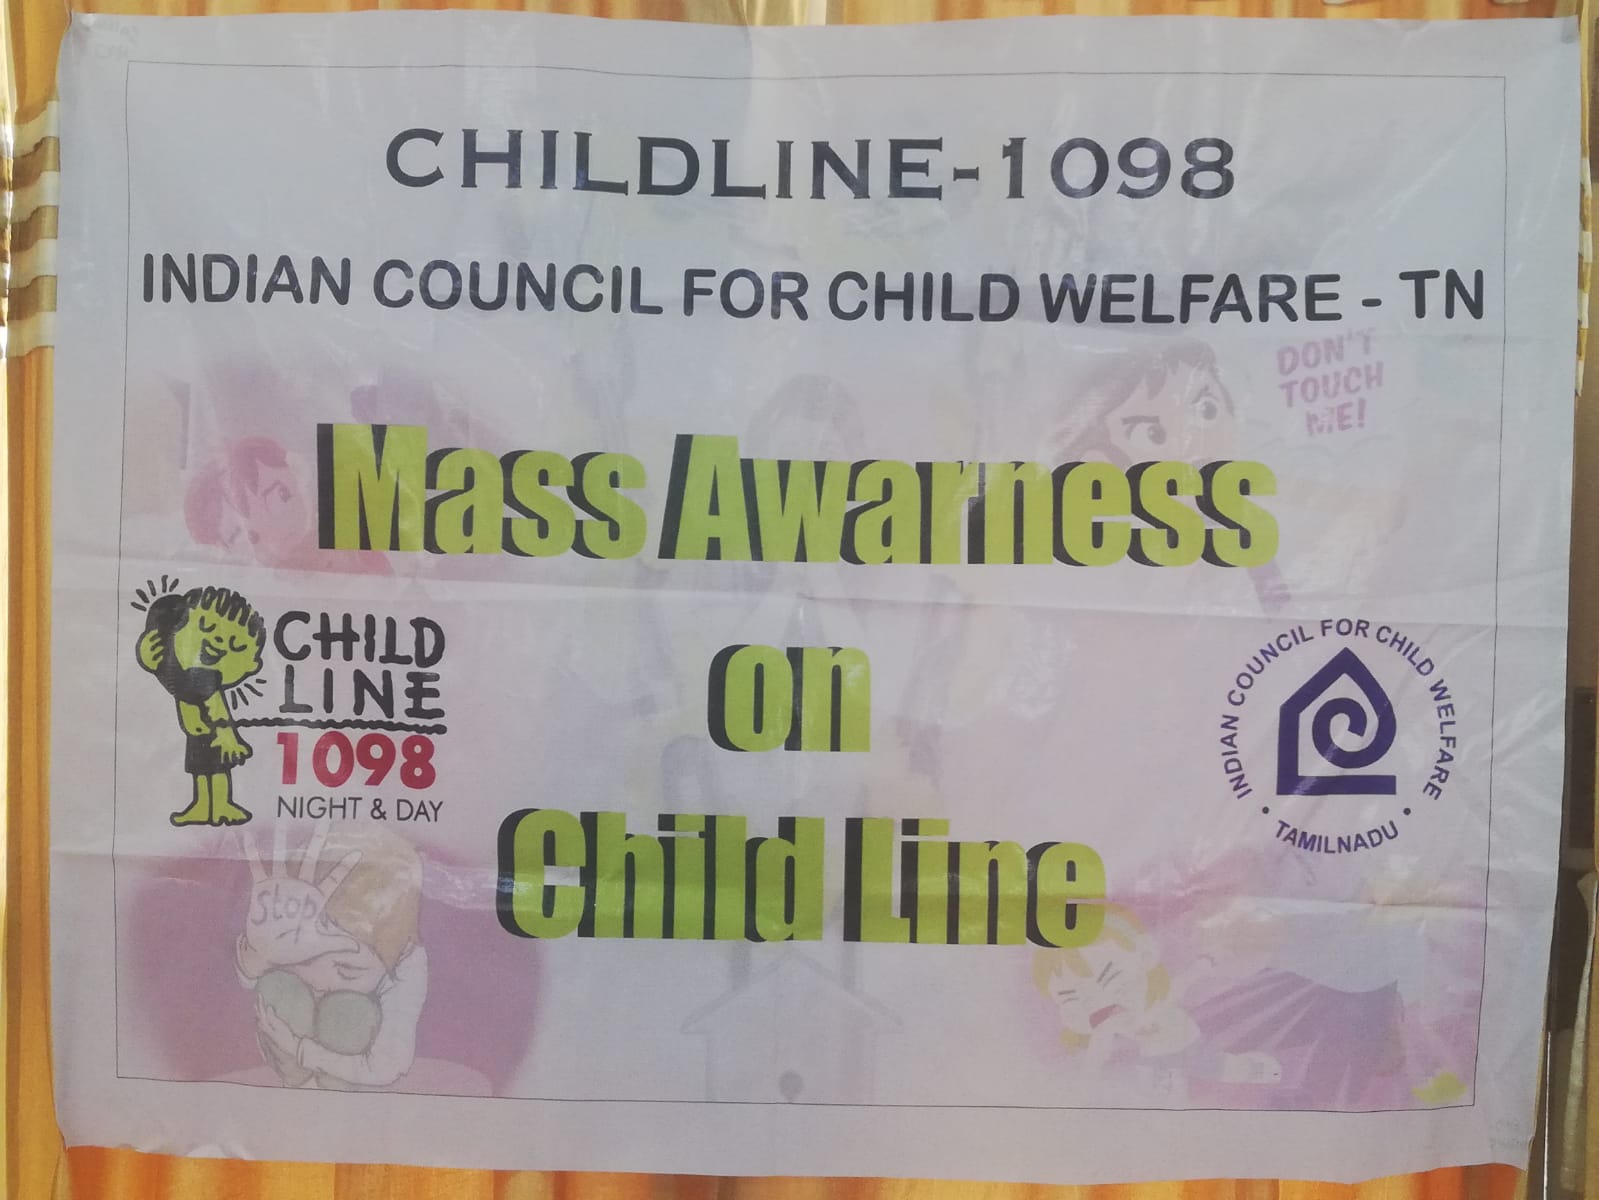 CHILDLINE-1098
INDIAN COUNCIL FOR CHILD WELFARE - TN
DON'T
TOUCH
ME!
Mass Awarness
on
Child Line
CHILD
LINE
1098
NIGHT & DAY
INDIAN COUNCIL FOR CHILD WELFARE
• TAMILNADU •
Stop